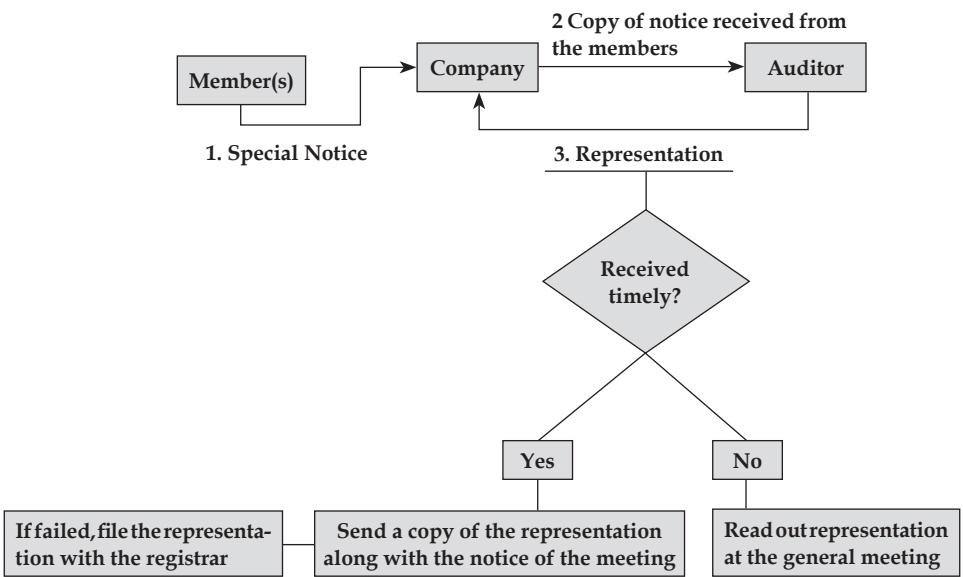 2 Copy of notice received from
the members
Member(s)
Company
Auditor
1. Special Notice
3. Representation
Received
timely?
Yes
No
If failed, file the representa-
tion with the registrar
Send a copy of the representation
along with the notice of the meeting
Read out representation
at the general meeting